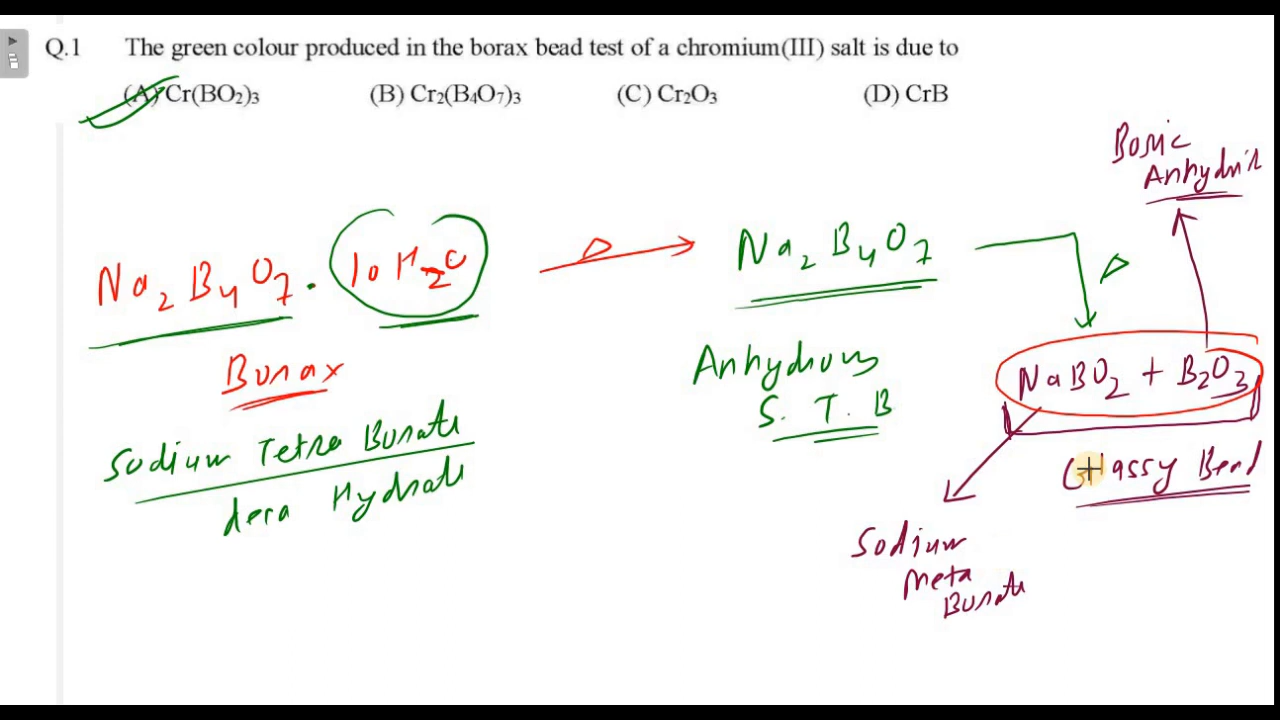 Q.1 The green colour produced in the borax bead test of a chromium(III) salt is due to
(A) Cr(BO₂)₃ (B) Cr₂(B₄O₇)₃ (C) Cr₂O₃ (D) CrB
Boric
Anhydrid
Na₂B₄O₇ . 10H₂O Δ Na₂B₄O₇ Δ
Borax
Anhydrous
S. T. B
NaBO₂ + B₂O₃
Sodium Tetra Borate
deca Hydrate
Glassy Bead
Sodium
Meta
Borate